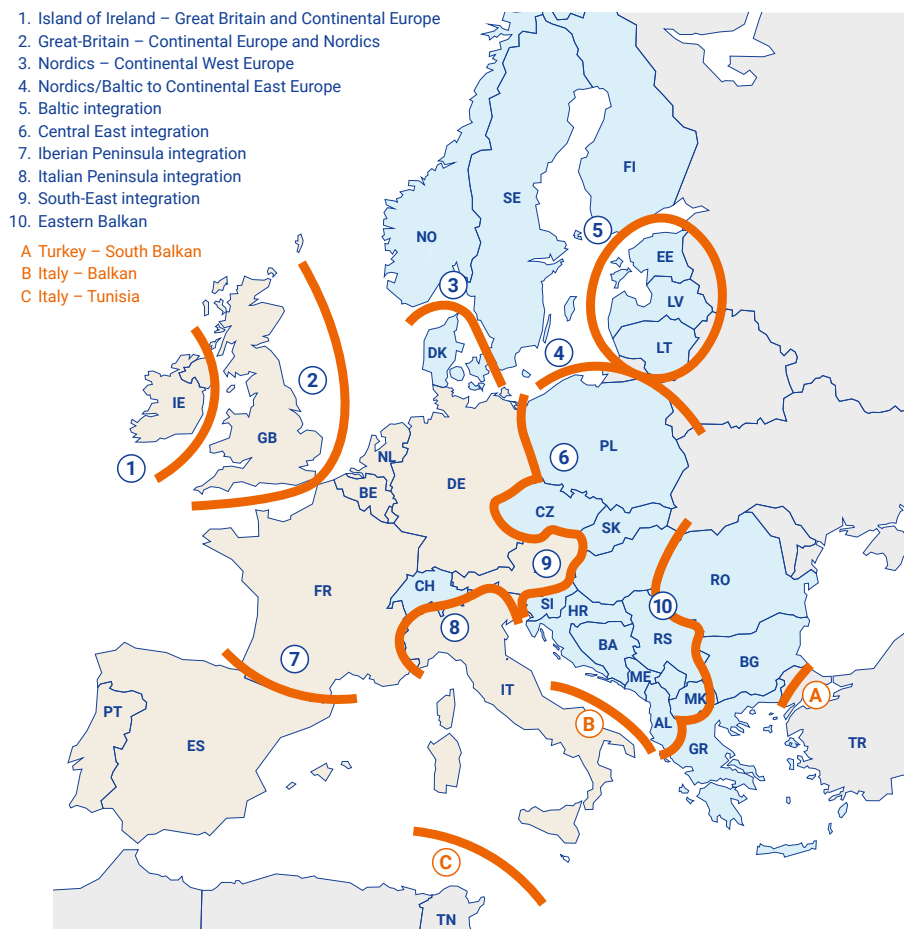 1. Island of Ireland – Great Britain and Continental Europe
2. Great-Britain – Continental Europe and Nordics
3. Nordics – Continental West Europe
4. Nordics/Baltic to Continental East Europe
5. Baltic integration
6. Central East integration
7. Iberian Peninsula integration
8. Italian Peninsula integration
9. South-East integration
10. Eastern Balkan
A Turkey – South Balkan
B Italy – Balkan
C Italy – Tunisia
FI
SE
NO
5
EE
3
LV
LT
DK
4
2
IE
GB
1
PL
6
NL
DE
BE
CZ
SK
9
FR
CH
RO
SI
HR
10
8
RS
BA
7
BG
ME
IT
MK
A
PT
B
AL
ES
GR
TR
C
TN